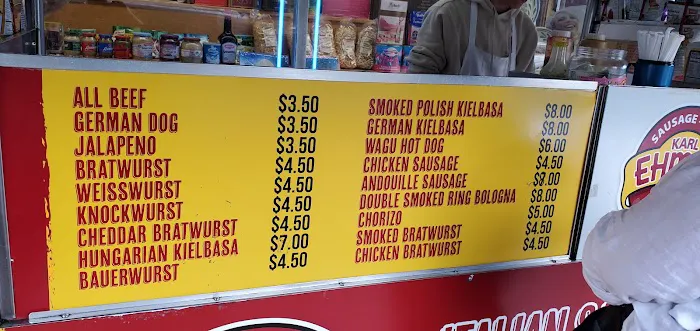 ALL BEEF $3.50
GERMAN DOG $3.50
JALAPENO $3.50
BRATWURST $4.50
WEISSWURST $4.50
KNOCKWURST $4.50
CHEDDAR BRATWURST $4.50
HUNGARIAN KIELBASA $7.00
BAUERWURST $4.50
SMOKED POLISH KIELBASA $8.00
GERMAN KIELBASA $8.00
WAGU HOT DOG $6.00
CHICKEN SAUSAGE $4.50
ANDOUILLE SAUSAGE $8.00
DOUBLE SMOKED RING BOLOGNA $8.00
CHORIZO $5.00
SMOKED BRATWURST $4.50
CHICKEN BRATWURST $4.50
SAUSAGE
KARL
EHM
ITALIAN